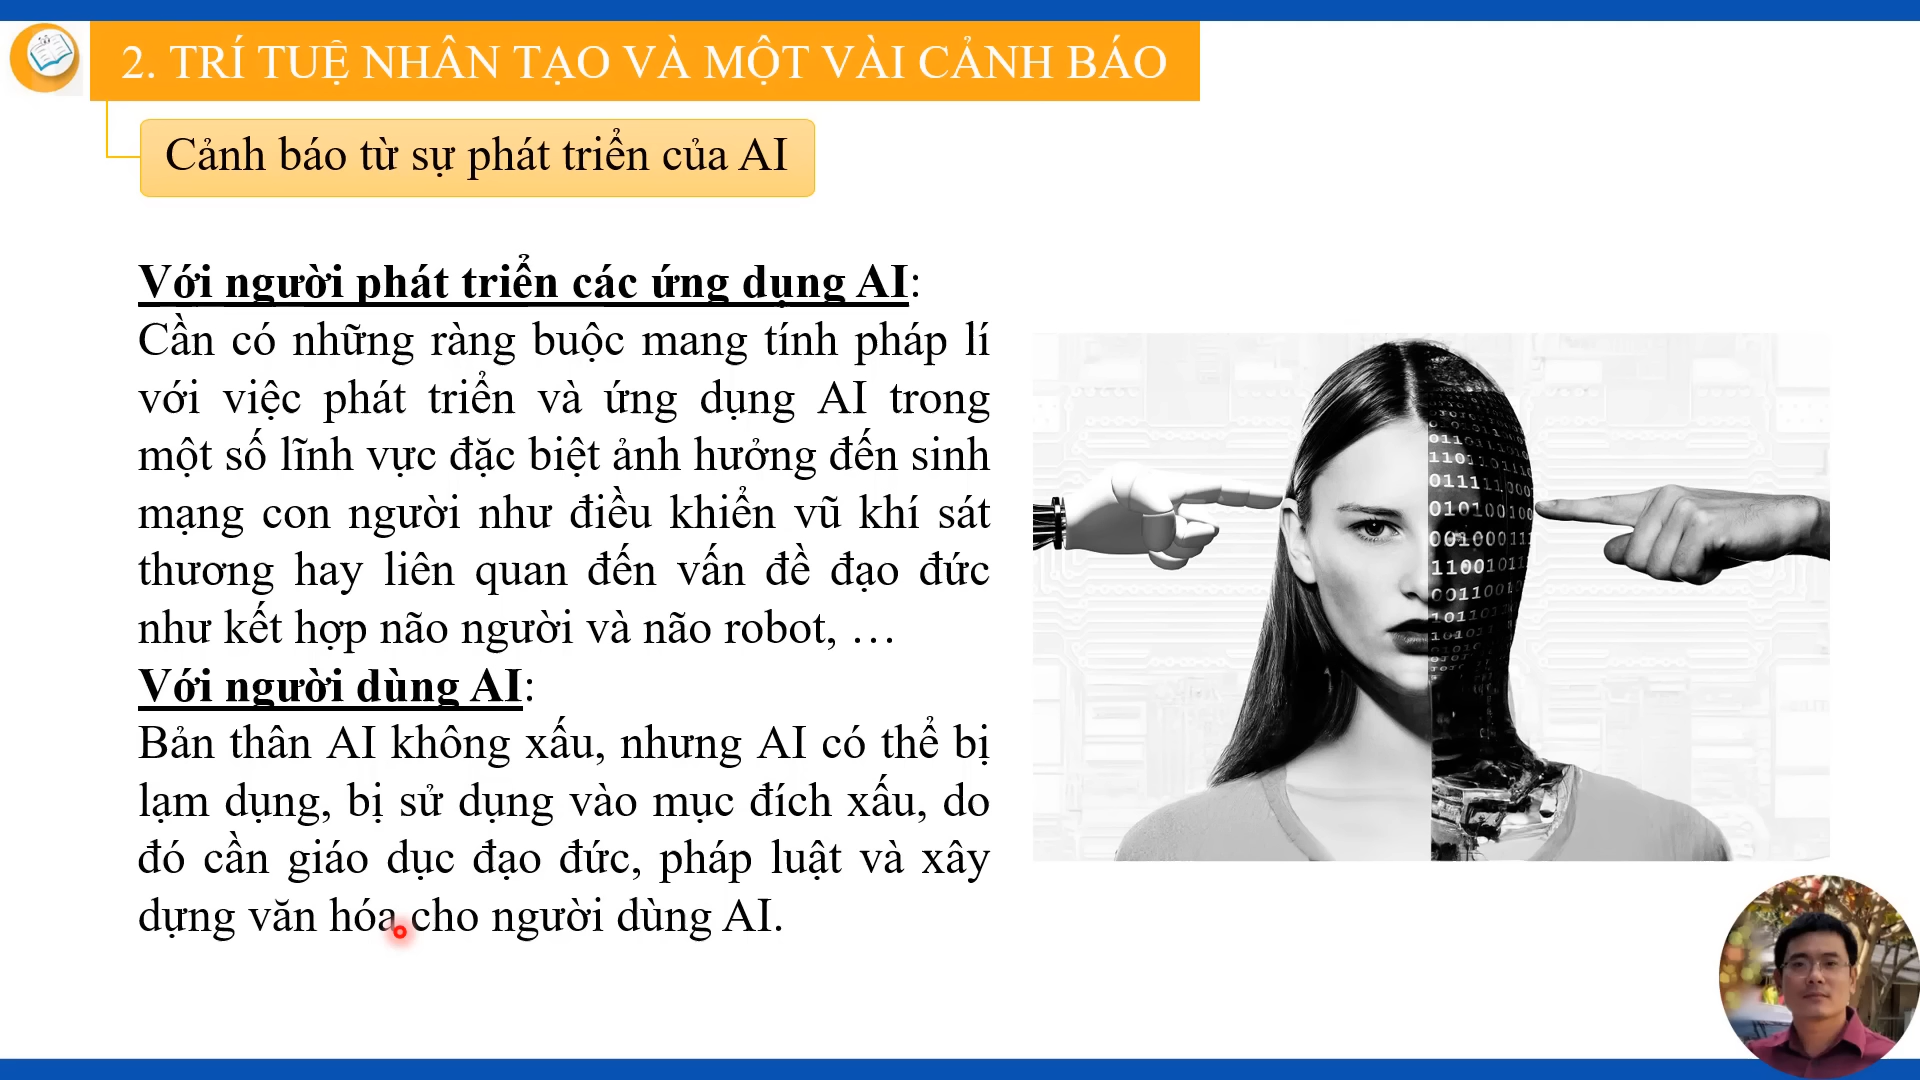 2. TRÍ TUỆ NHÂN TẠO VÀ MỘT VÀI CẢNH BÁO
Cảnh báo từ sự phát triển của AI
Với người phát triển các ứng dụng AI:
Cần có những ràng buộc mang tính pháp lí
với việc phát triển và ứng dụng AI trong
một số lĩnh vực đặc biệt ảnh hưởng đến sinh
mạng con người như điều khiển vũ khí sát
thương hay liên quan đến vấn đề đạo đức
như kết hợp não người và não robot, …
Với người dùng AI:
Bản thân AI không xấu, nhưng AI có thể bị
lạm dụng, bị sử dụng vào mục đích xấu, do
đó cần giáo dục đạo đức, pháp luật và xây
dựng văn hóa cho người dùng AI.